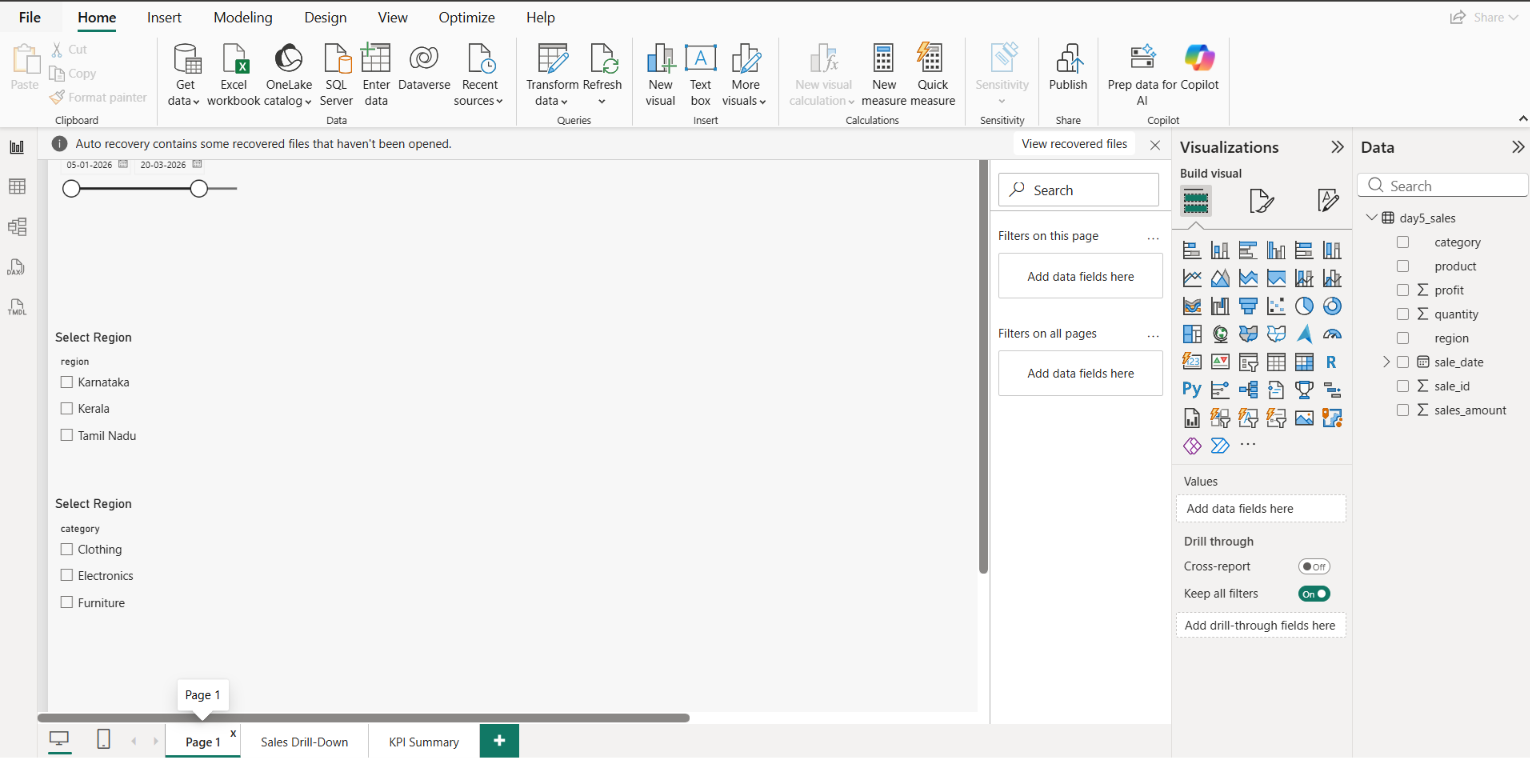 File Home Insert Modeling Design View Optimize Help Share
Paste
Cut
Copy
Format painter
Clipboard
Get data
Excel workbook
OneLake catalog
SQL Server
Enter data
Dataverse
Recent sources
Data
Transform data
Refresh
Queries
New visual
Text box
More visuals
Insert
New visual calculation
New measure
Quick measure
Calculations
Sensitivity
Sensitivity
Publish
Share
Prep data for AI
Copilot
Copilot
Auto recovery contains some recovered files that haven't been opened.
View recovered files
05-01-2026 20-03-2026
Select Region
region
Karnataka
Kerala
Tamil Nadu
Select Region
category
Clothing
Electronics
Furniture
Search
Filters on this page ...
Add data fields here
Filters on all pages ...
Add data fields here
Visualizations
Build visual
R
Py
123
...
Values
Add data fields here
Drill through
Cross-report Off
Keep all filters On
Add drill-through fields here
Data
Search
day5_sales
category
product
Σ profit
Σ quantity
region
sale_date
Σ sale_id
Σ sales_amount
DAX
TMDL
Page 1
Page 1 x
Sales Drill-Down
KPI Summary
+